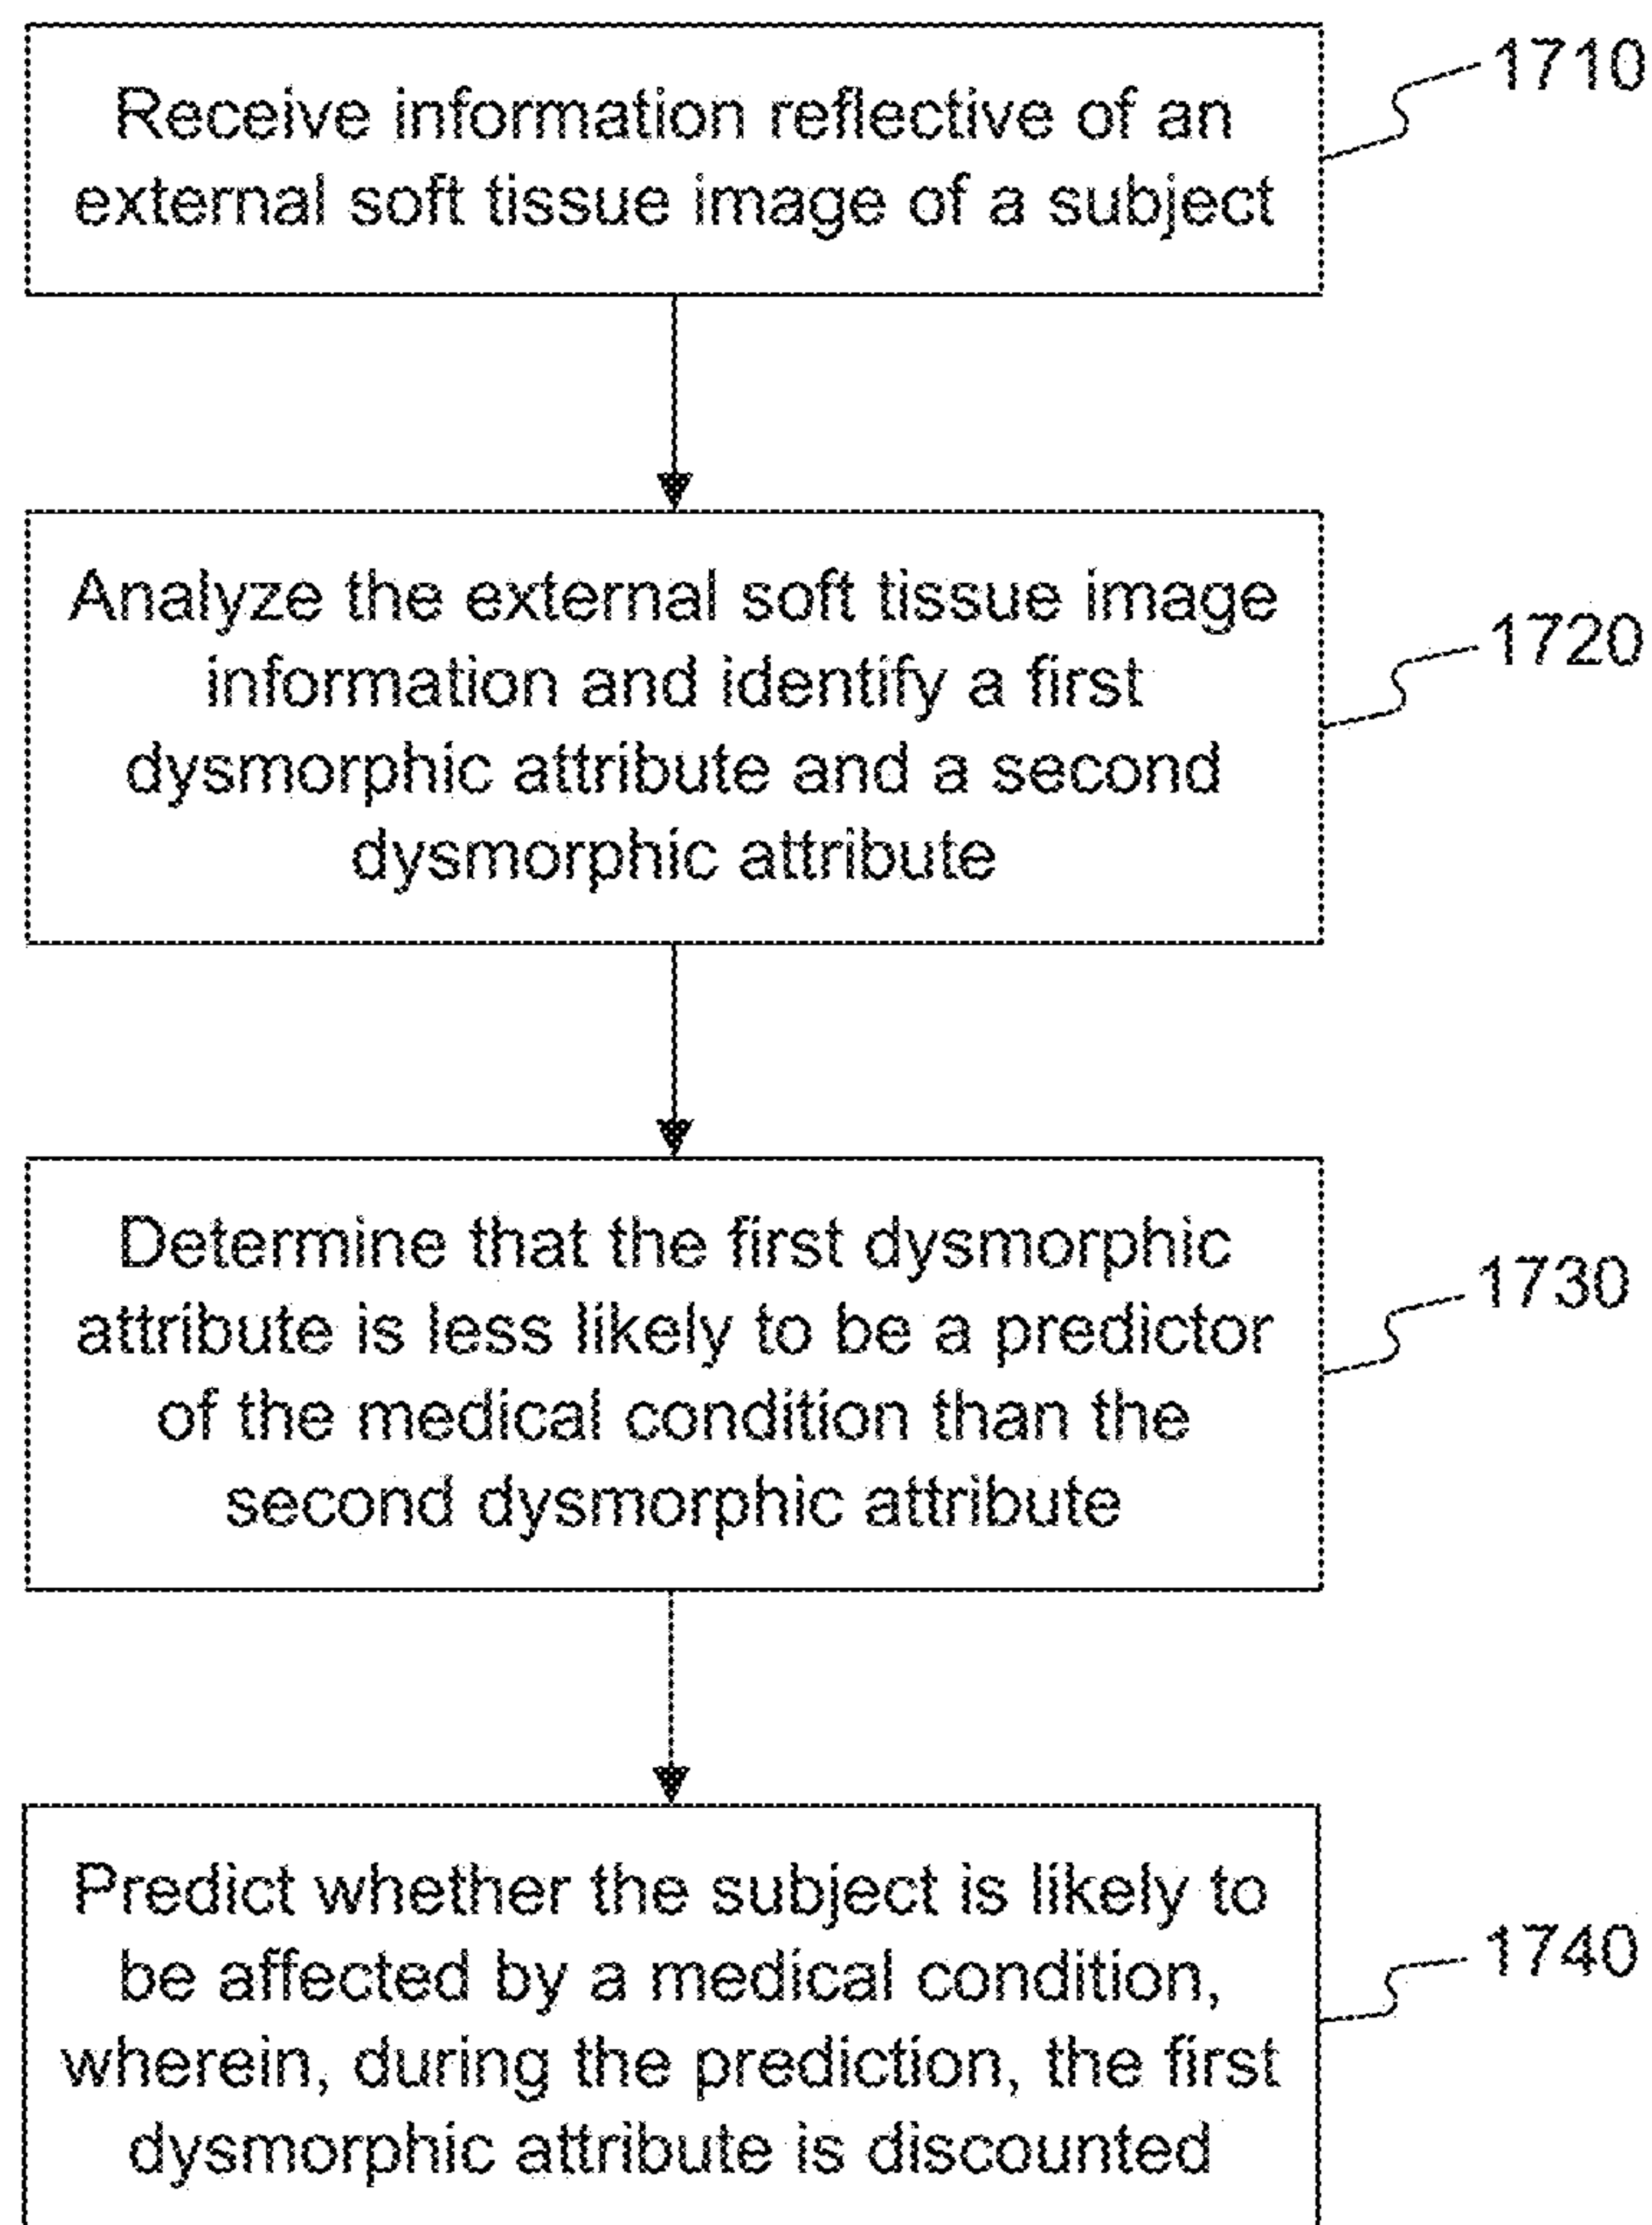 Receive information reflective of an
external soft tissue image of a subject
1710
Analyze the external soft tissue image
information and identify a first
dysmorphic attribute and a second
dysmorphic attribute
1720
Determine that the first dysmorphic
attribute is less likely to be a predictor
of the medical condition than the
second dysmorphic attribute
1730
Predict whether the subject is likely to
be affected by a medical condition,
wherein, during the prediction, the first
dysmorphic attribute is discounted
1740